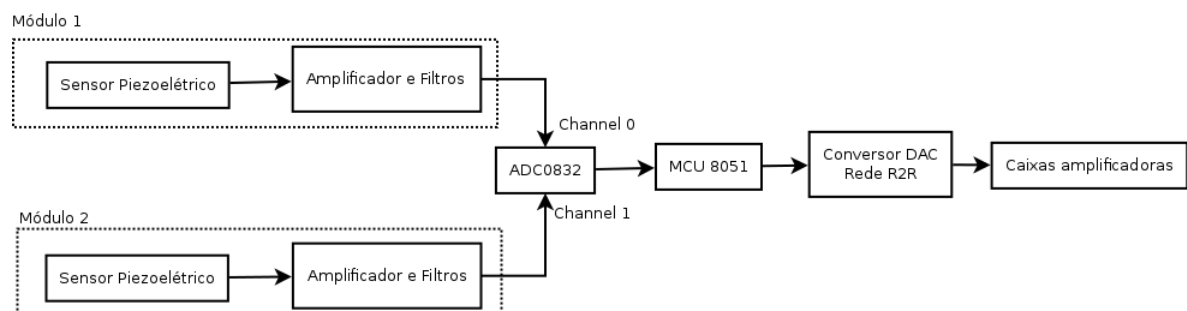 Módulo 1
Sensor Piezoelétrico
Amplificador e Filtros
Channel 0
ADC0832
MCU 8051
Conversor DAC
Rede R2R
Caixas amplificadoras
Channel 1
Módulo 2
Sensor Piezoelétrico
Amplificador e Filtros